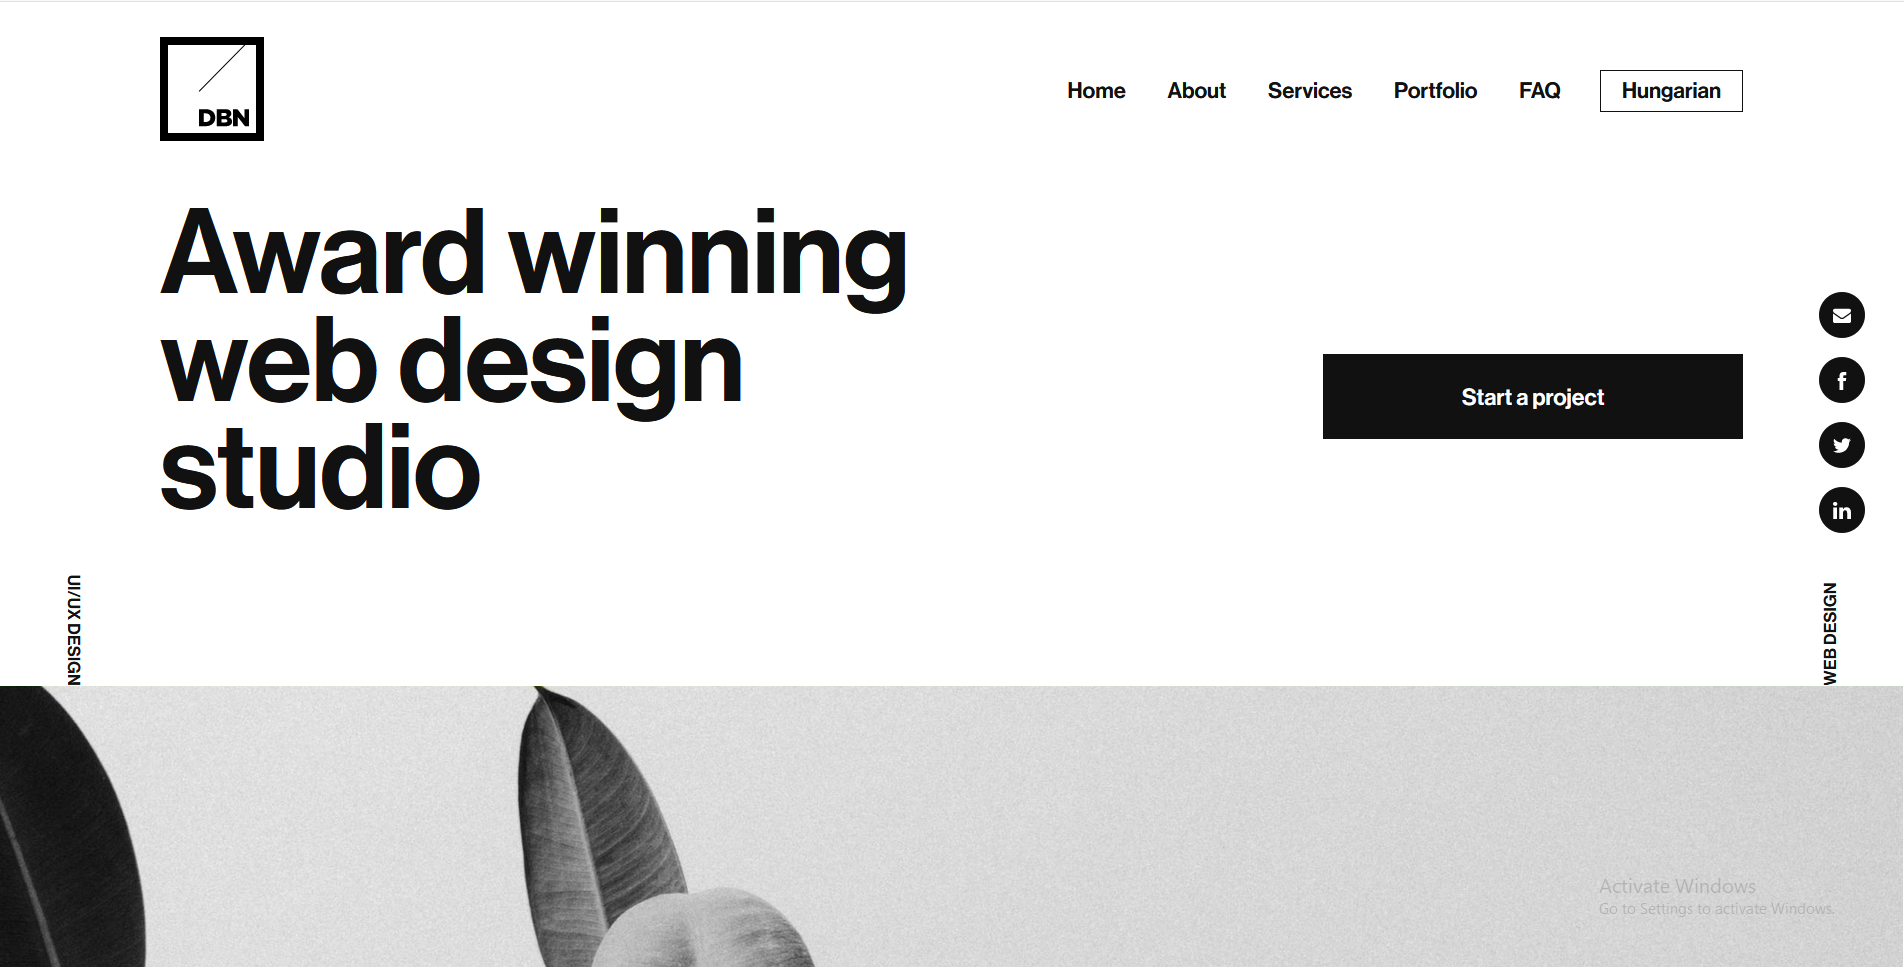 DBN
Home About Services Portfolio FAQ Hungarian
Award winning
web design
studio
Start a project
UI/UX DESIGN
WEB DESIGN
Activate Windows
Go to Settings to activate Windows.